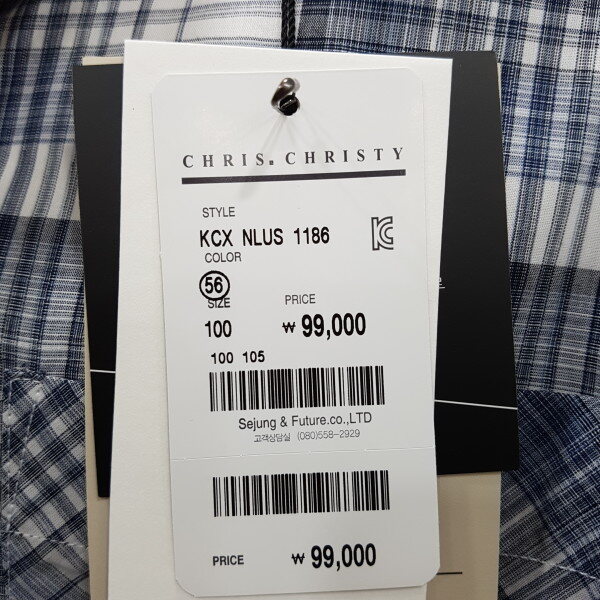 CHRIS. CHRISTY
STYLE
KCX NLUS 1186
COLOR
56
SIZE PRICE
100 ₩ 99,000
100 105
Sejung & Future.co.,LTD
고객상담실 (080)558-2929
PRICE ₩ 99,000